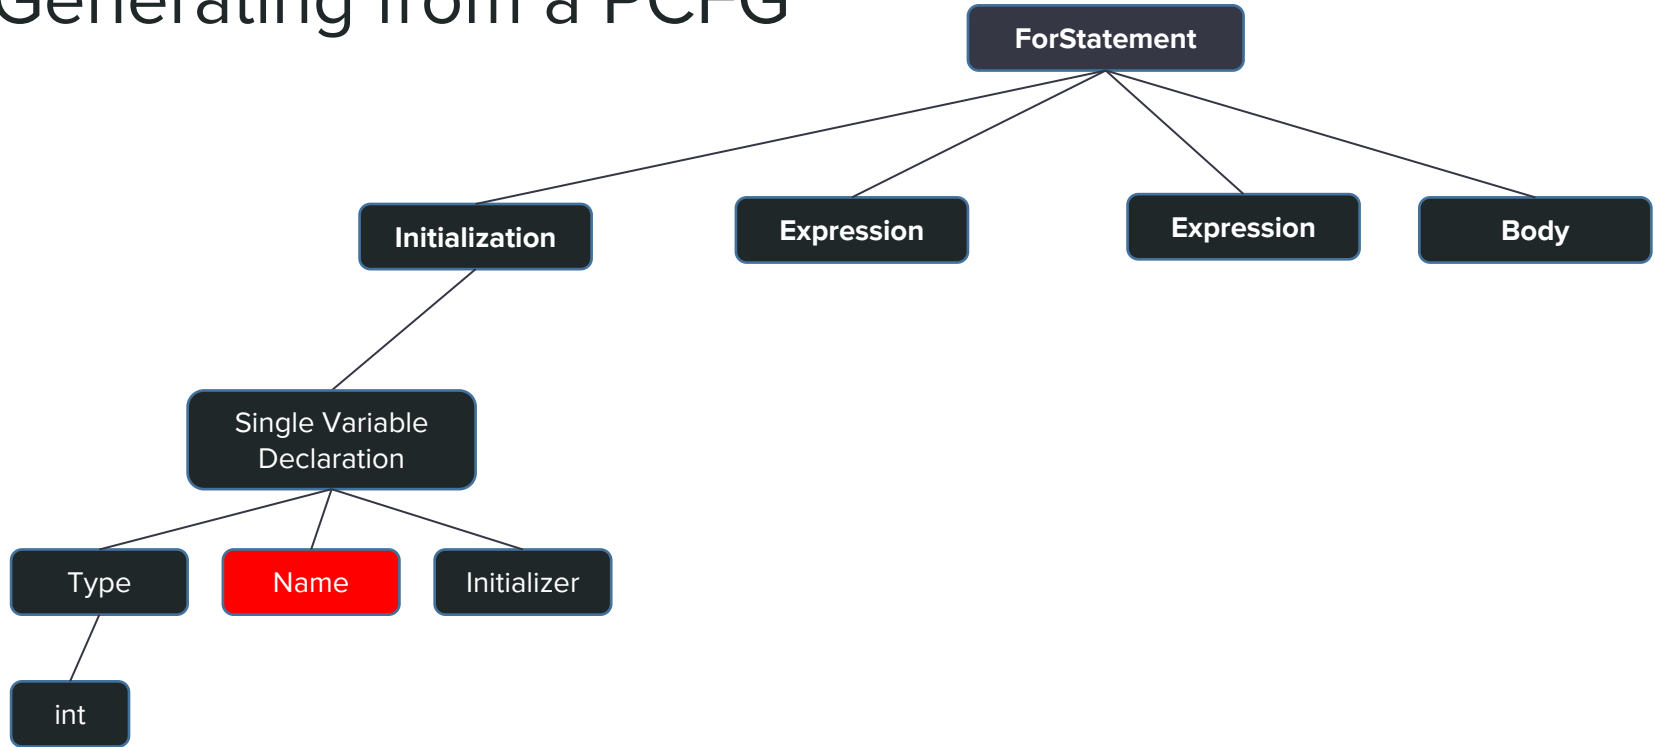 Generating from a PCFG
ForStatement
Initialization
Expression
Expression
Body
Single Variable
Declaration
Type
Name
Initializer
int